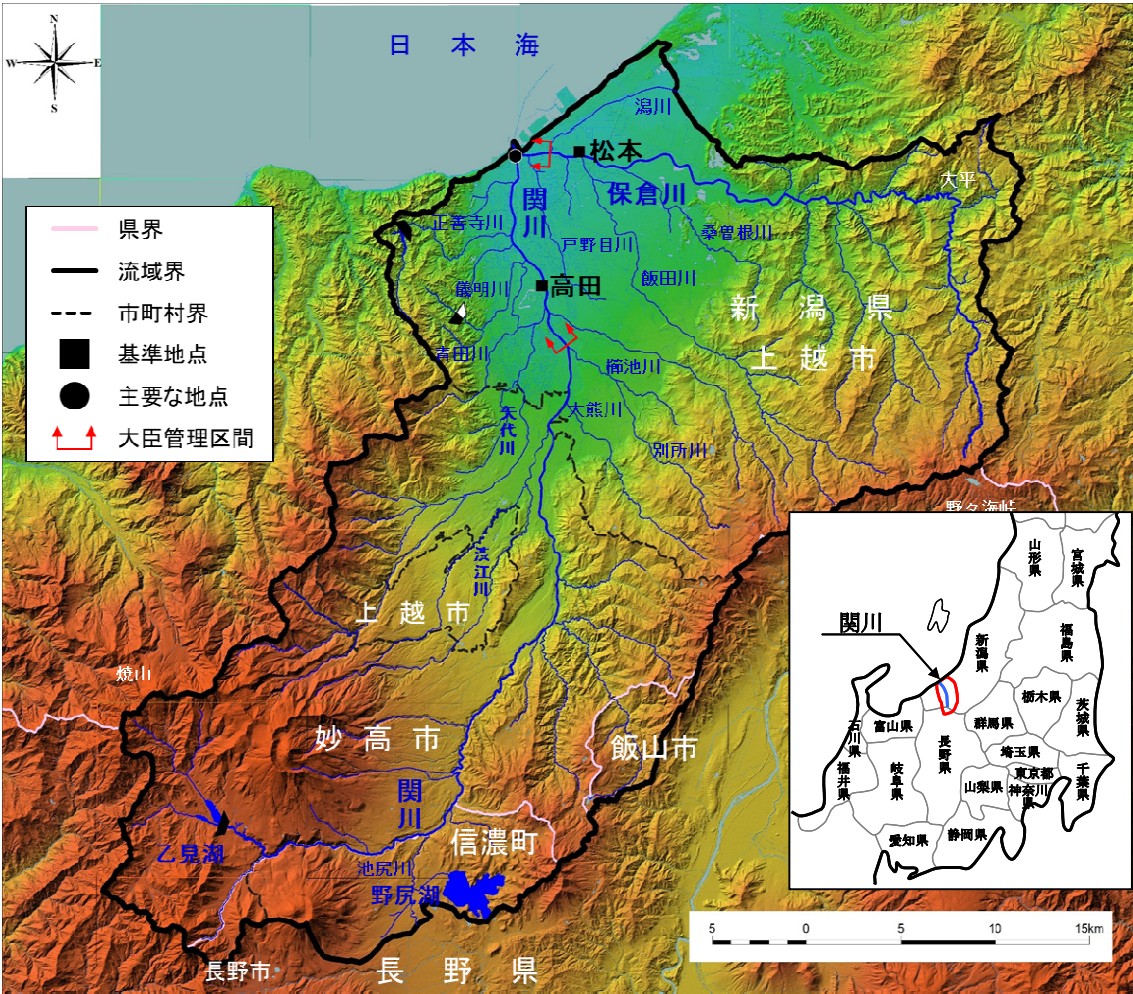 N
W
E
S
日本海
潟川
松本
保倉川
大平
関川
正善寺川
戸野目川
桑曽根川
飯田川
高田
儀明川
新潟県
上越市
青田川
櫛池川
大熊川
矢代川
別所川
野々海峠
県界
流域界
市町村界
基準地点
主要な地点
大臣管理区間
渋江川
上越市
焼山
妙高市
飯山市
関川
信濃町
乙見湖
池尻川
野尻湖
長野市
長野県
山形県
宮城県
関川
新潟県
福島県
栃木県
茨城県
石川県
富山県
群馬県
長野県
埼玉県
福井県
岐阜県
東京都
山梨県
神奈川県
千葉県
静岡県
愛知県
5
0
5
10
15km